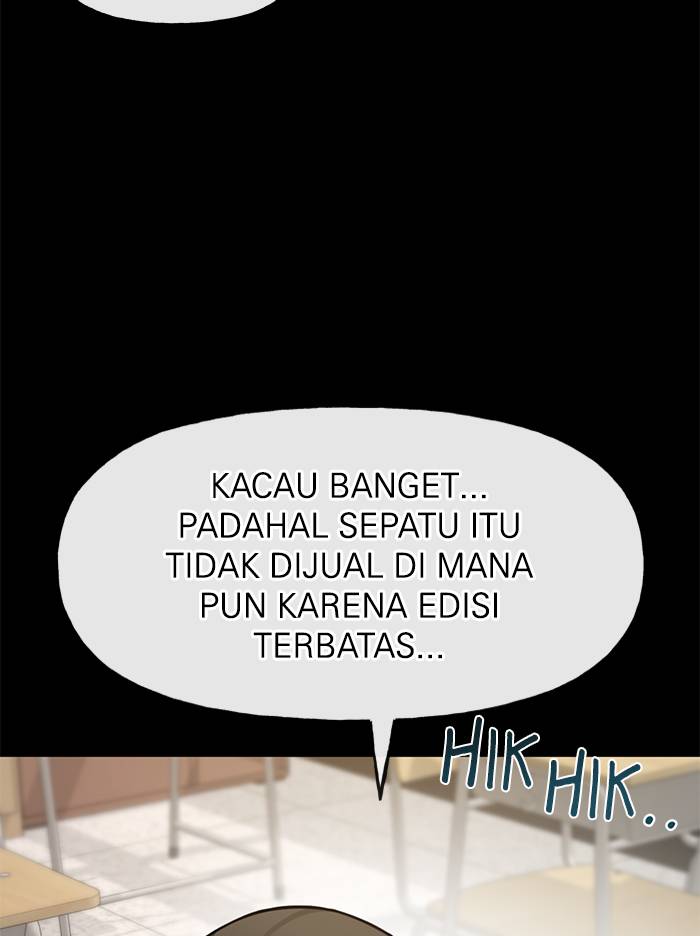 KACAU BANGET...
PADAHAL SEPATU ITU
TIDAK DIJUAL DI MANA
PUN KARENA EDISI
TERBATAS...
HIK HIK..